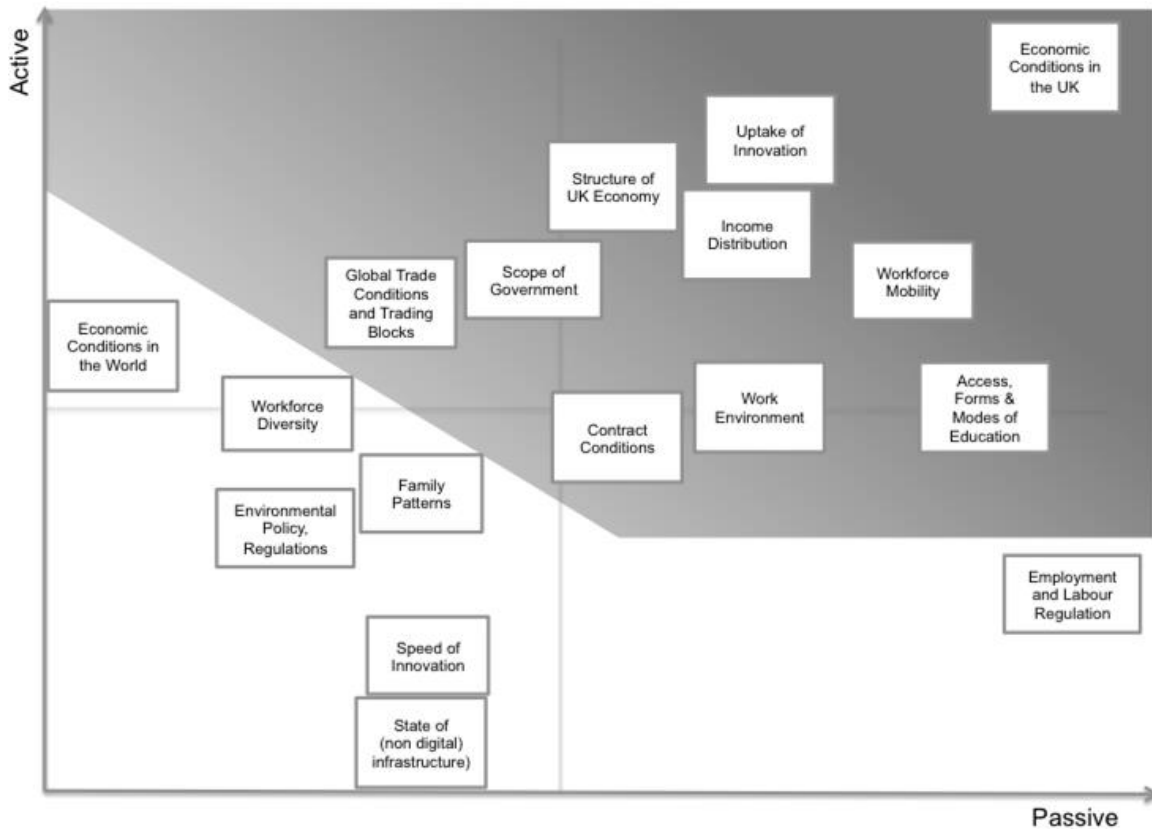 Active
Economic
Conditions in
the UK
Uptake of
Innovation
Structure of
UK Economy
Income
Distribution
Scope of
Government
Workforce
Mobility
Global Trade
Conditions
and Trading
Blocks
Economic
Conditions in
the World
Workforce
Diversity
Contract
Conditions
Work
Environment
Access,
Forms &
Modes of
Education
Family
Patterns
Environmental
Policy,
Regulations
Employment
and Labour
Regulation
Speed of
Innovation
State of
(non digital)
infrastructure)
Passive